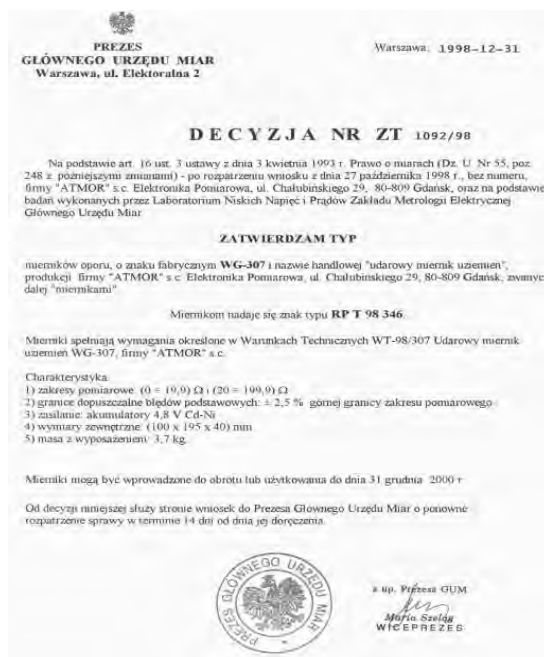 PREZES
GŁÓWNEGO URZĘDU MIAR
Warszawa, ul. Elektoralna 2
Warszawa, 1998-12-31
DECYZJA NR ZT 1092/98
Na podstawie art. 16 ust. 3 ustawy z dnia 3 kwietnia 1993 r. Prawo o miarach (Dz. U. Nr 55, poz.
248 z późniejszymi zmianami) - po rozpatrzeniu wniosku z dnia 27 października 1998 r., bez numeru,
firmy "ATMOR" s.c. Elektronika Pomiarowa, ul. Chałubińskiego 29, 80-809 Gdańsk, oraz na podstawie
badań wykonanych przez Laboratorium Niskich Napięć i Prądów Zakładu Metrologii Elektrycznej
Głównego Urzędu Miar
ZATWIERDZAM TYP
mierników oporu, o znaku fabrycznym WG-307 i nazwie handlowej "udarowy miernik uziemień",
produkcji firmy "ATMOR" s.c. Elektronika Pomiarowa, ul. Chałubińskiego 29, 80-809 Gdańsk, zwanych
dalej "miernikami"
Miernikom nadaje się znak typu RP T 98 346.
Mierniki spełniają wymagania określone w Warunkach Technicznych WT-98/307 Udarowy miernik
uziemień WG-307, firmy "ATMOR" s.c.
Charakterystyka:
1) zakresy pomiarowe: (0 ÷ 19,9) Ω i (20 ÷ 199,9) Ω
2) granice dopuszczalne błędów podstawowych: ± 2,5 % górnej granicy zakresu pomiarowego
3) zasilanie: akumulatory 4,8 V Cd-Ni
4) wymiary zewnętrzne: (100 x 195 x 40) mm
5) masa z wyposażeniem: 3,7 kg.
Mierniki mogą być wprowadzone do obrotu lub użytkowania do dnia 31 grudnia 2000 r.
Od decyzji niniejszej służy stronie wniosek do Prezesa Głównego Urzędu Miar o ponowne
rozpatrzenie sprawy w terminie 14 dni od dnia jej doręczenia.
PREZES GŁÓWNEGO URZĘDU MIAR
z up. Prezesa GUM
Maria Szeląg
WICEPREZES